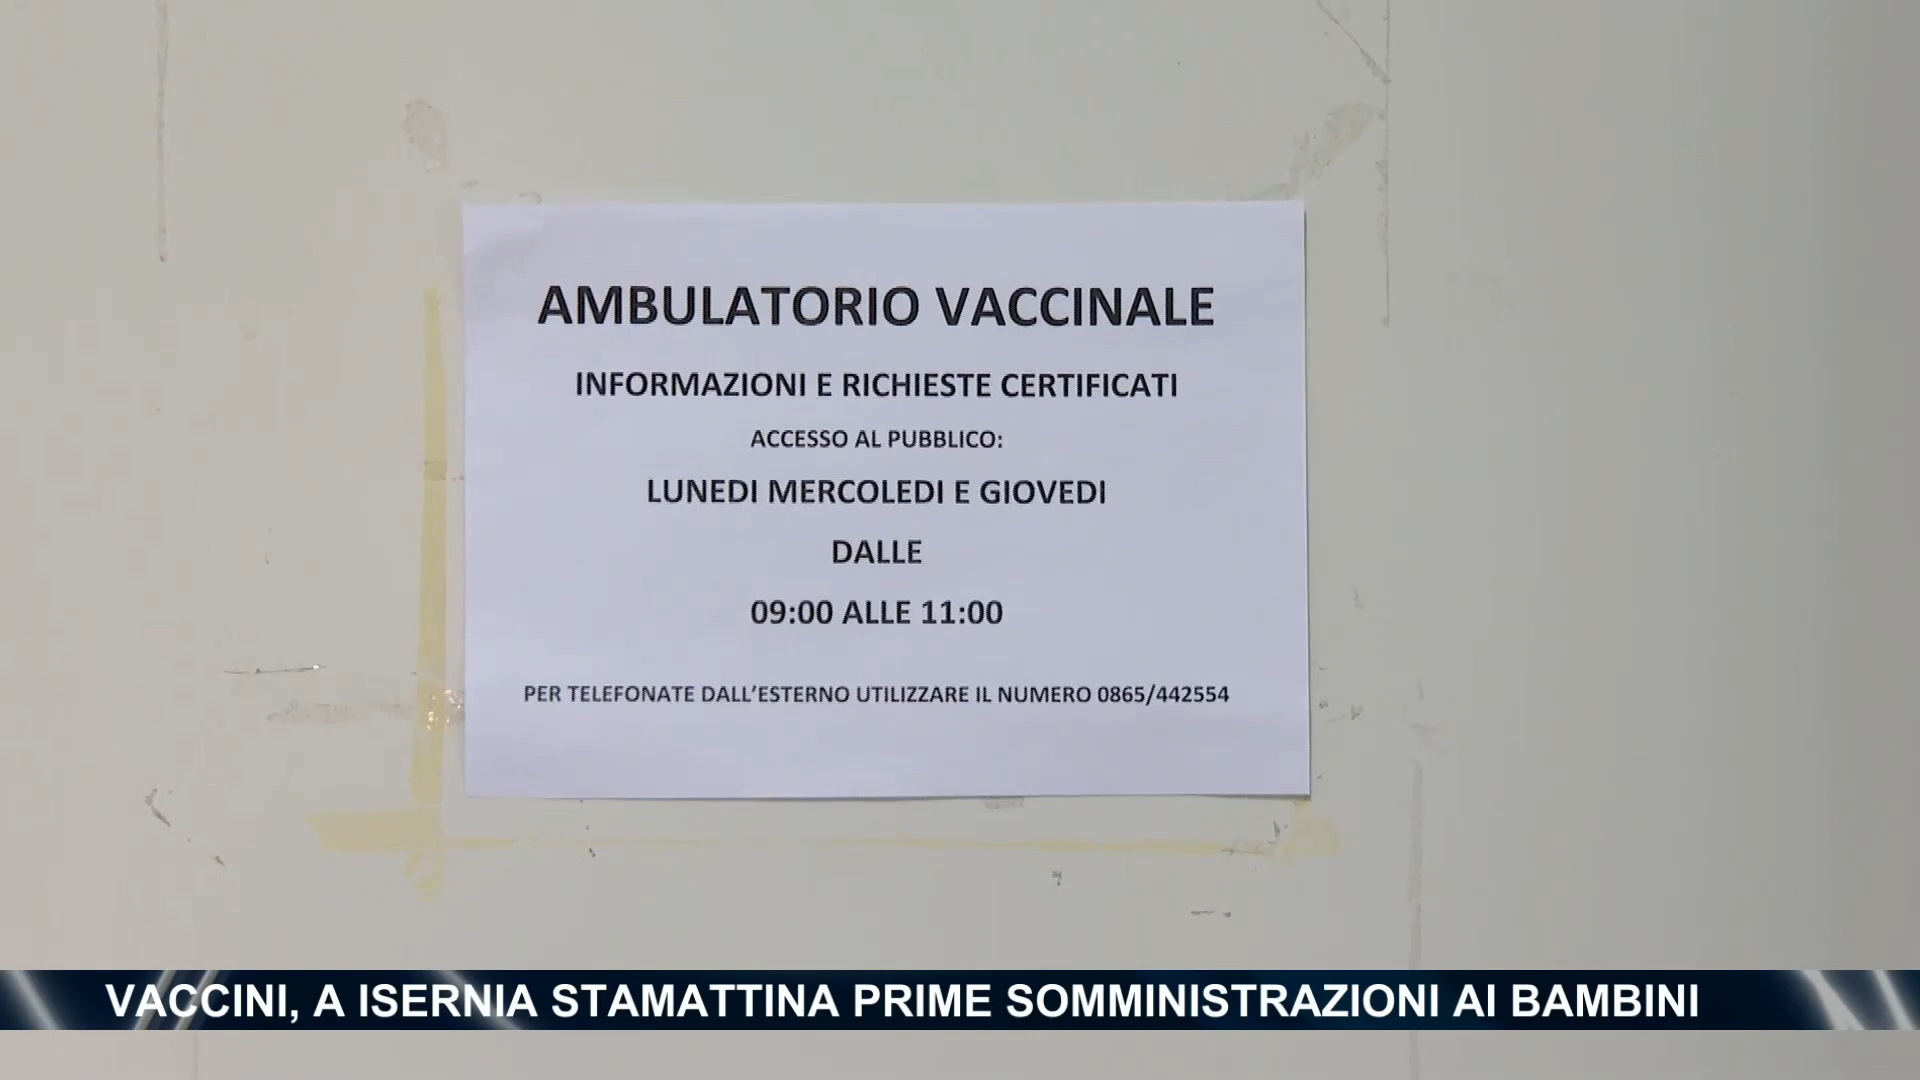 AMBULATORIO VACCINALE
INFORMAZIONI E RICHIESTE CERTIFICATI
ACCESSO AL PUBBLICO:
LUNEDI MERCOLEDI E GIOVEDI
DALLE
09:00 ALLE 11:00
PER TELEFONATE DALL'ESTERNO UTILIZZARE IL NUMERO 0865/442554
VACCINI, A ISERNIA STAMATTINA PRIME SOMMINISTRAZIONI AI BAMBINI